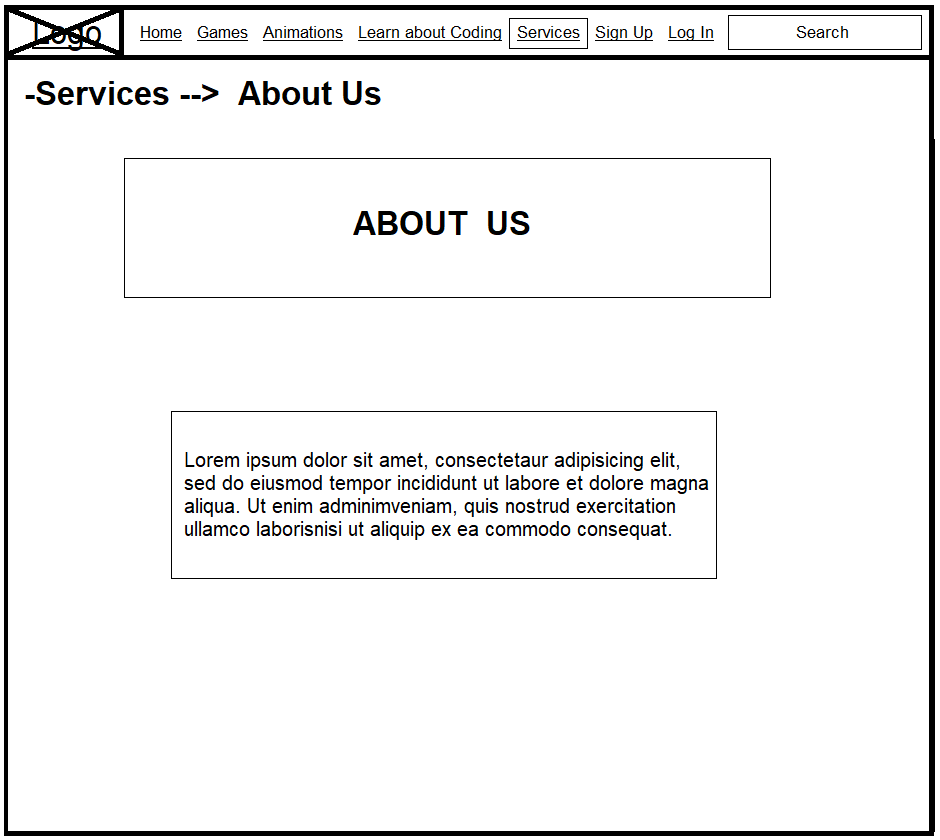 Logo Home Games Animations Learn about Coding Services Sign Up Log In Search
-Services --> About Us
ABOUT US
Lorem ipsum dolor sit amet, consectetaur adipisicing elit,
sed do eiusmod tempor incididunt ut labore et dolore magna
aliqua. Ut enim adminimveniam, quis nostrud exercitation
ullamco laborisnisi ut aliquip ex ea commodo consequat.